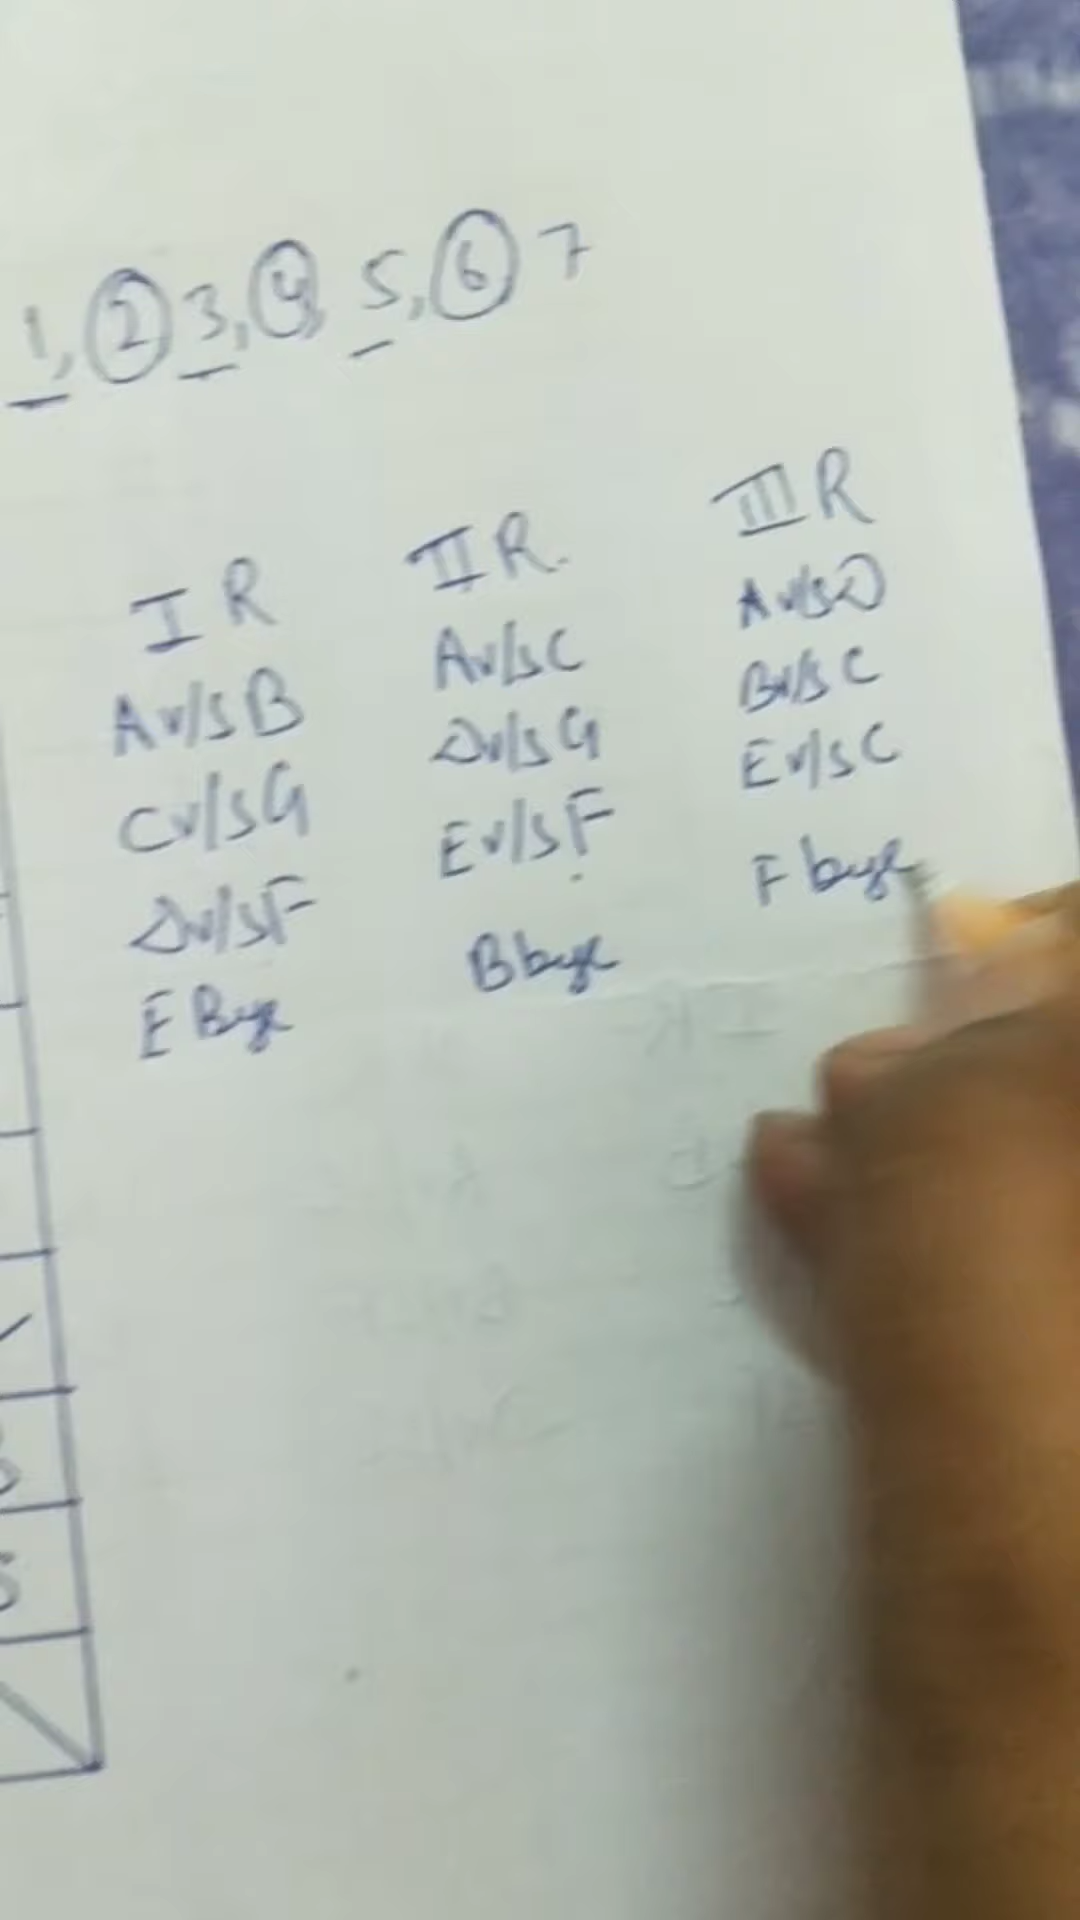 1, 2 3, 4, 5, 6 7
I R
A v/s B
C v/s G
D v/s F
E Bye
II R.
A v/s C
D v/s G
E v/s F
B bye
III R
A v/s D
B v/s C
E v/s C
F bye